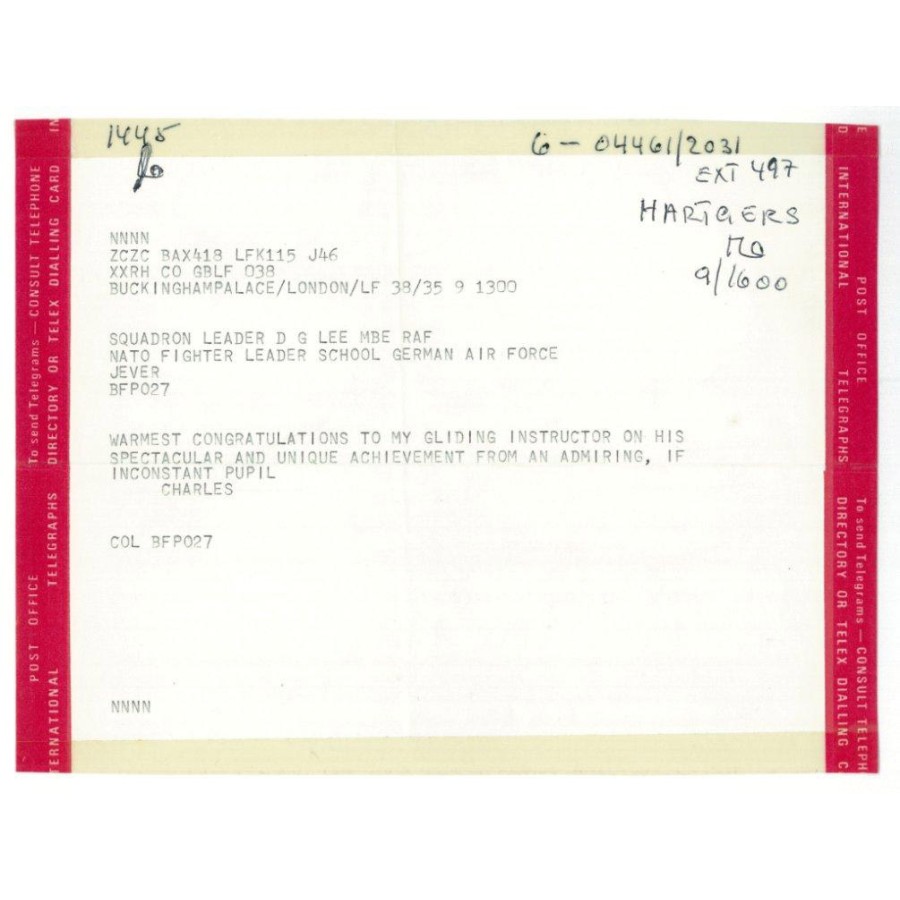 1445
6 - 04461/2031
EXT 497
HARTGERS
9/1600
NNNN
ZCZC BAX418 LFK115 J46
XXRH CO GBLF 038
BUCKINGHAMPALACE/LONDON/LF 38/35 9 1300
SQUADRON LEADER D G LEE MBE RAF
NATO FIGHTER LEADER SCHOOL GERMAN AIR FORCE
JEVER
BFPO27
WARMEST CONGRATULATIONS TO MY GLIDING INSTRUCTOR ON HIS
SPECTACULAR AND UNIQUE ACHIEVEMENT FROM AN ADMIRING, IF
INCONSTANT PUPIL
CHARLES
COL BFPO27
NNNN
To send Telegrams — CONSULT TELEPHONE
DIRECTORY OR TELEX DIALLING CARD IN
POST OFFICE
TERNATIONAL TELEGRAPHS
E
D
POST OFFICE
INTERNATIONAL TELEGRAPHS
To send Telegrams — CONSULT TELEPH
DIRECTORY OR TELEX DIALLING C